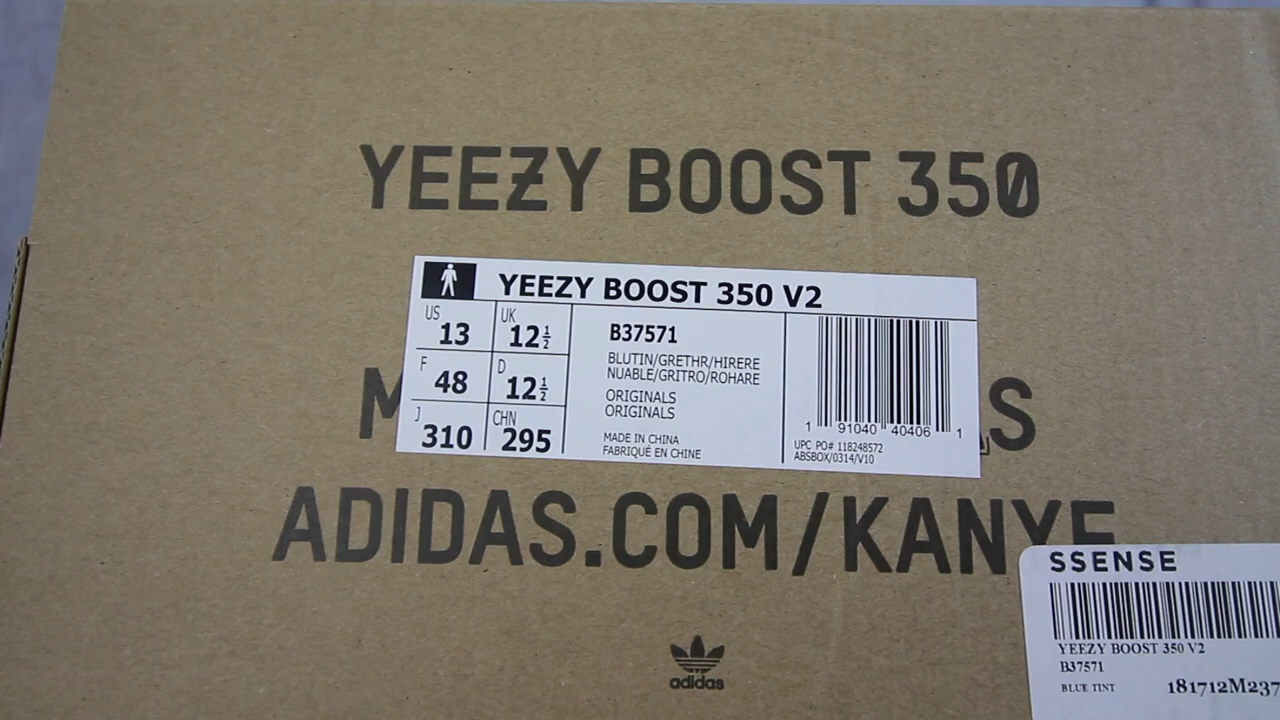 YEEZY BOOST 350
YEEZY BOOST 350 V2
US 13 UK 12½
F 48 D 12½
J 310 CHN 295
B37571
BLUTIN/GRETHR/HIRERE
NUABLE/GRITRO/ROHARE
ORIGINALS
ORIGINALS
MADE IN CHINA
FABRIQUÉ EN CHINE
1 91040 40406 1
UPC PO# 118248572
ABSBOX/0314/V10
ADIDAS.COM/KANYE
adidas
SSENSE
YEEZY BOOST 350 V2
B37571
BLUE TINT 181712M237